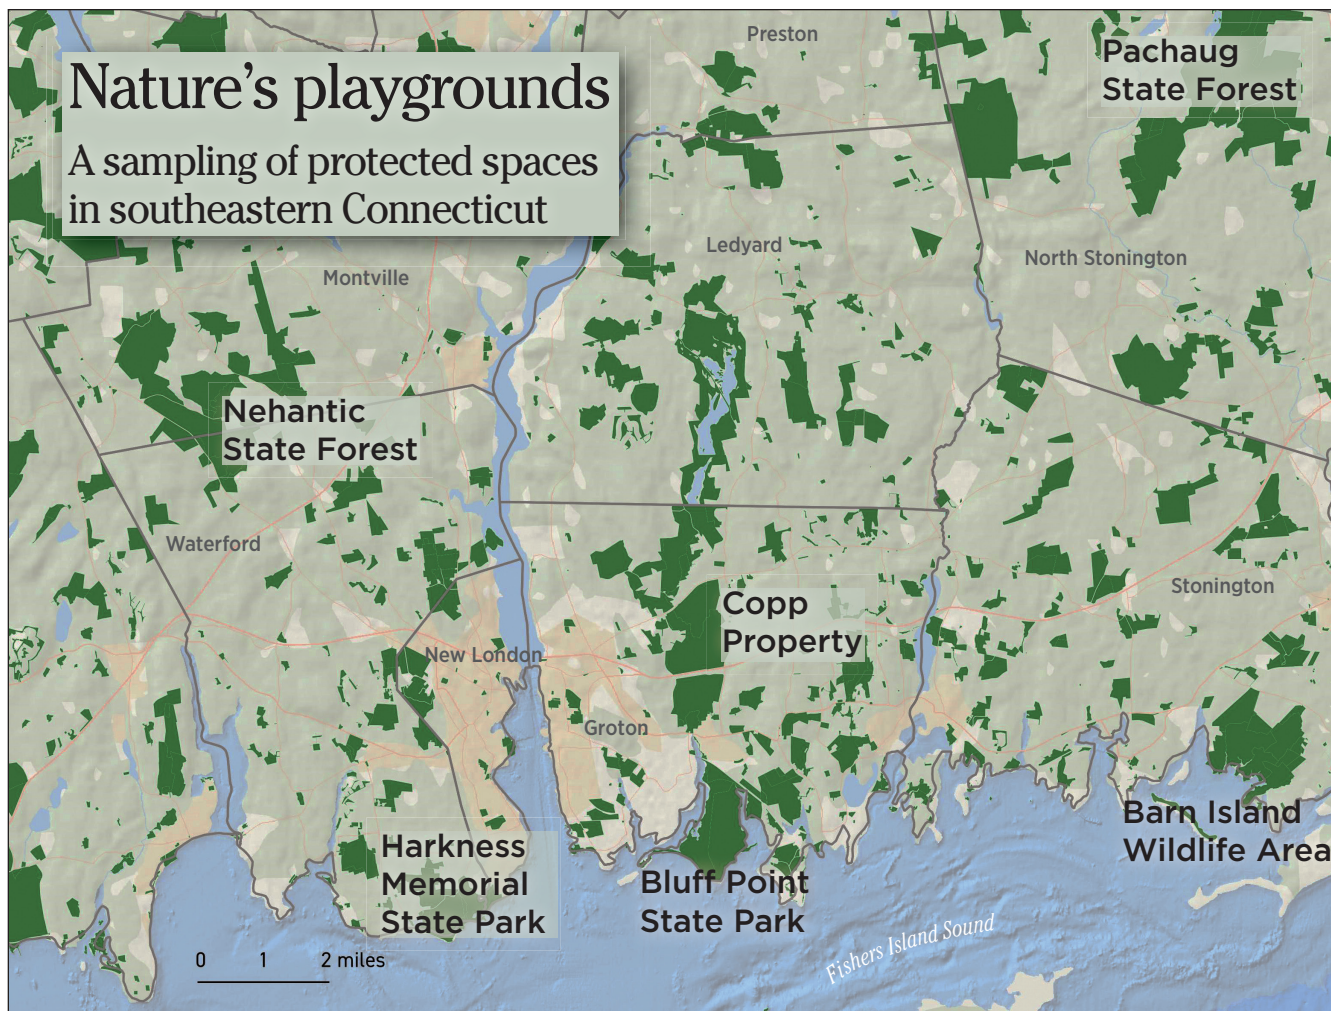 Nature’s playgrounds
A sampling of protected spaces
in southeastern Connecticut
Preston
Pachaug
State Forest
Ledyard
North Stonington
Montville
Nehantic
State Forest
Waterford
Stonington
Copp
Property
New London
Groton
Barn Island
Wildlife Area
Harkness
Memorial
State Park
Bluff Point
State Park
Fishers Island Sound
0 1 2 miles